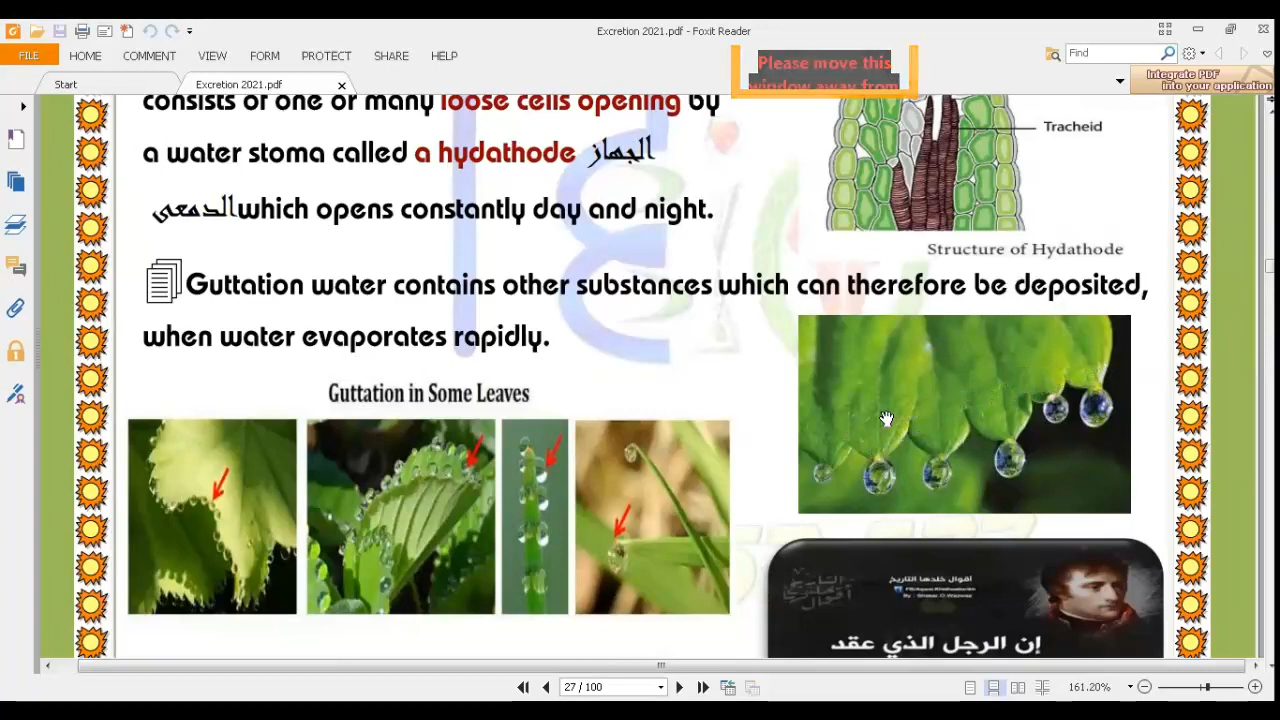 Excretion 2021.pdf - Foxit Reader
FILE HOME COMMENT VIEW FORM PROTECT SHARE HELP
Find
Start
Excretion 2021.pdf
Please move this
window away from
Integrate PDF
into your application
consists of one or many loose cells opening by
a water stoma called a hydathode الجهاز
الدمعى which opens constantly day and night.
Tracheid
Structure of Hydathode
Guttation water contains other substances which can therefore be deposited,
when water evaporates rapidly.
Guttation in Some Leaves
أقوال خلدها التاريخ
إن الرجل الذي عقد
27 / 100
161.20%